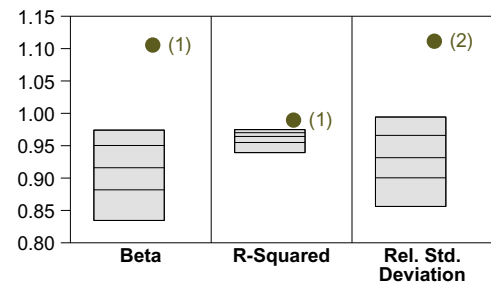 1.15
1.10
1.05
1.00
0.95
0.90
0.85
0.80
(1)
(1)
(2)
Beta
R-Squared
Rel. Std.
Deviation